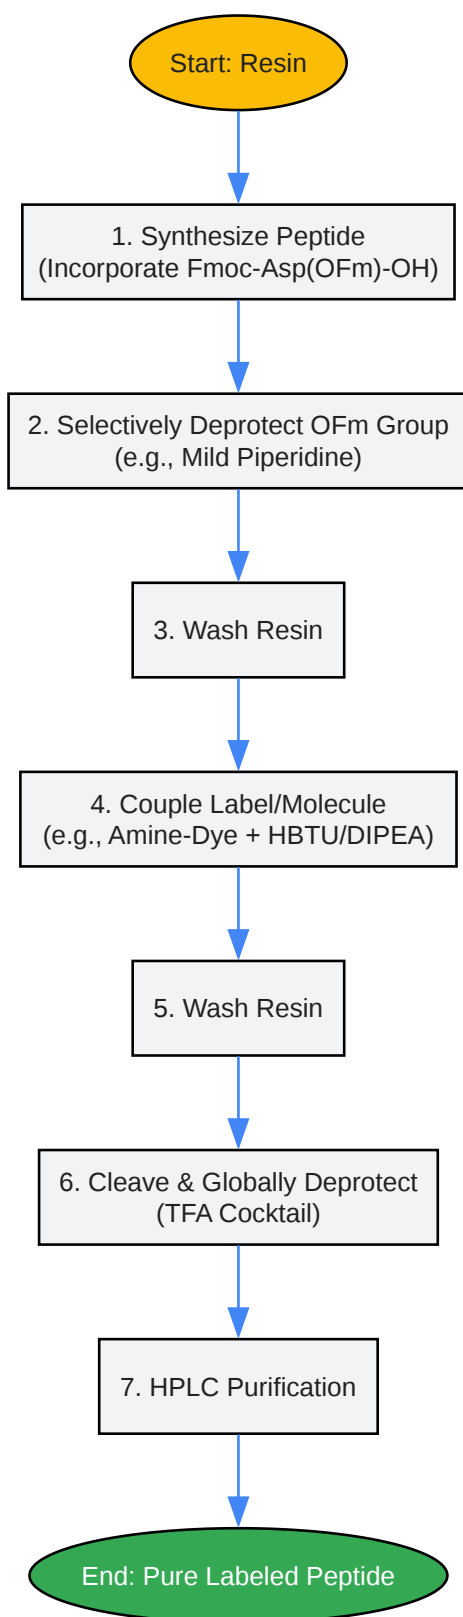 Start: Resin
1. Synthesize Peptide
(Incorporate Fmoc-Asp(OFm)-OH)
2. Selectively Deprotect OFm Group
(e.g., Mild Piperidine)
3. Wash Resin
4. Couple Label/Molecule
(e.g., Amine-Dye + HBTU/DIPEA)
5. Wash Resin
6. Cleave & Globally Deprotect
(TFA Cocktail)
7. HPLC Purification
End: Pure Labeled Peptide